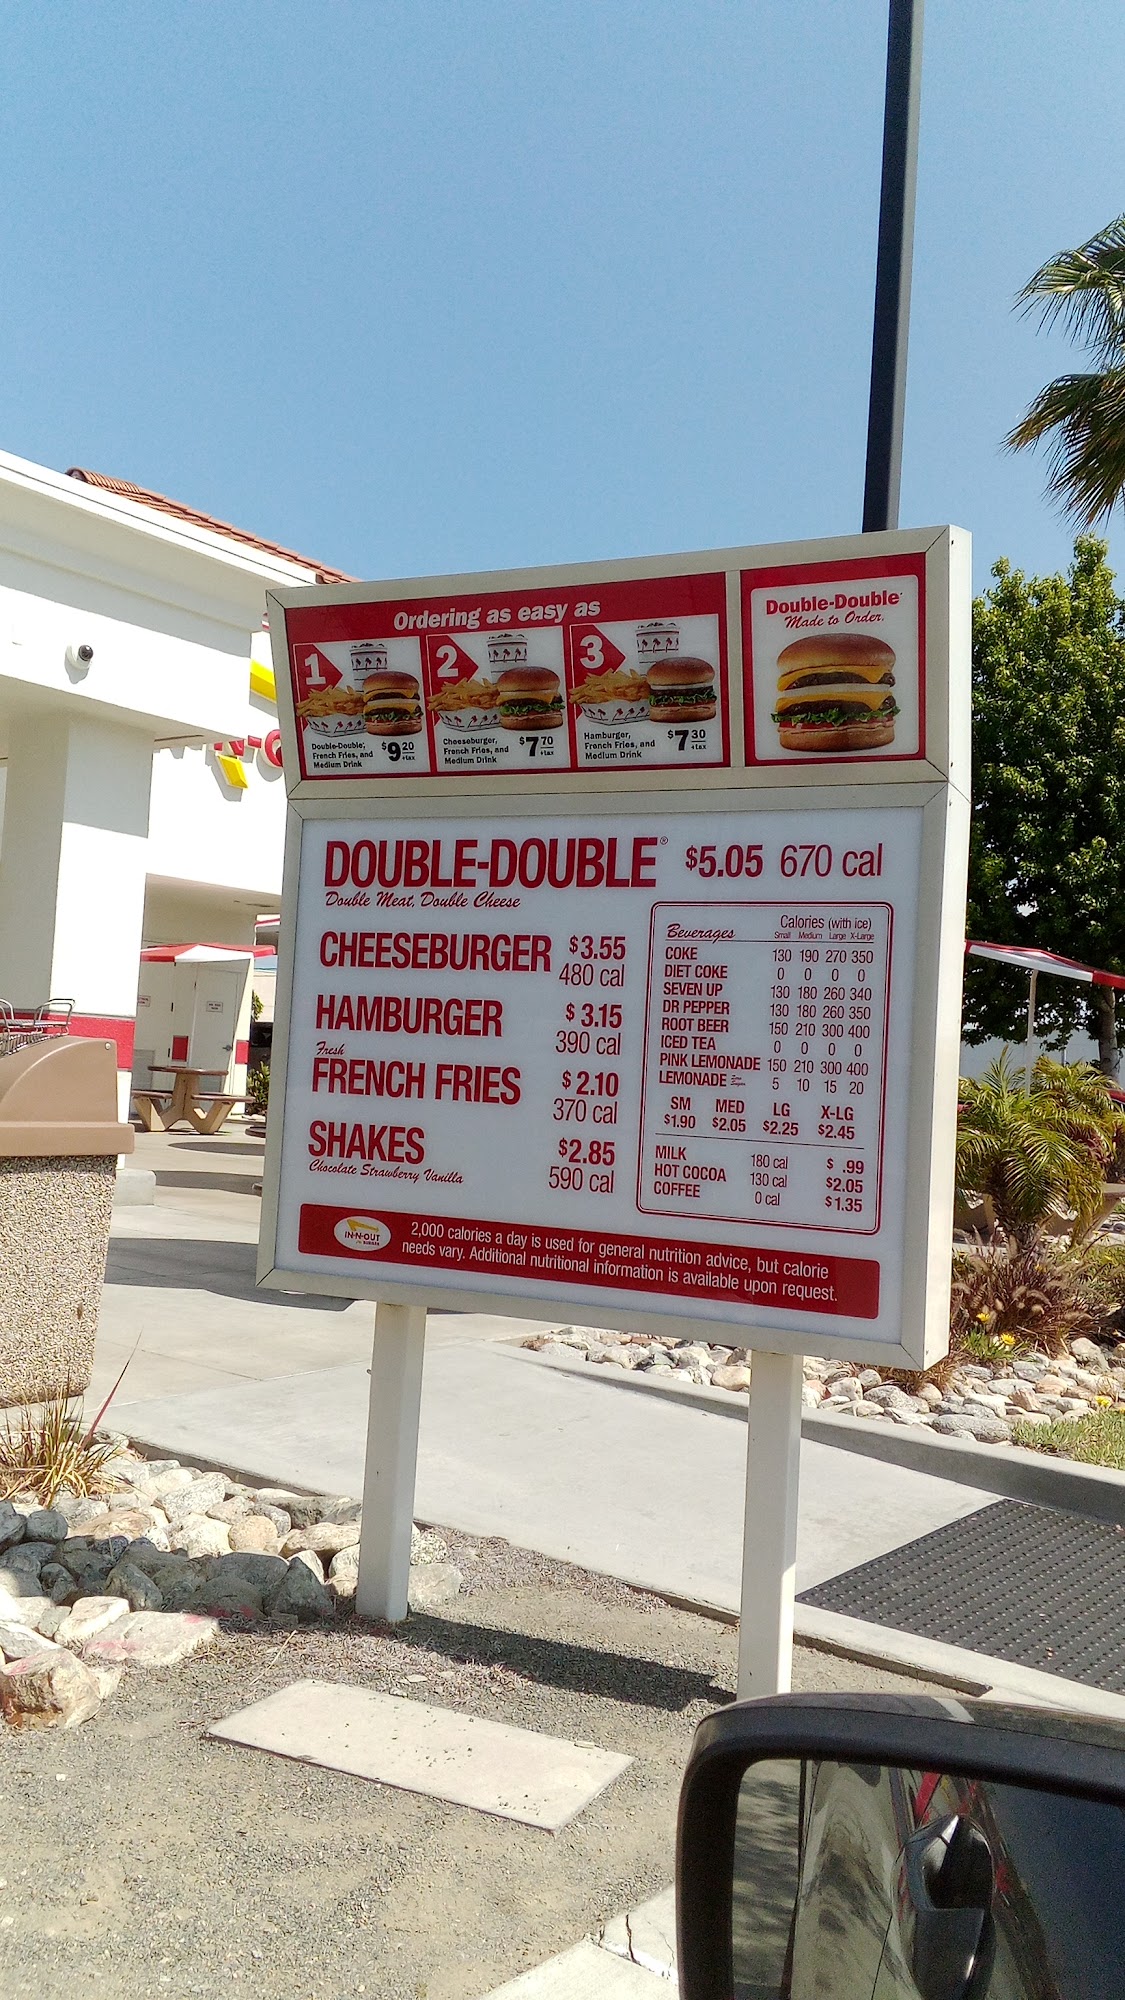 Ordering as easy as
1
Double-Double,
French Fries, and
Medium Drink
$9 20
+tax
2
Cheeseburger,
French Fries, and
Medium Drink
$7 70
+tax
3
Hamburger,
French Fries, and
Medium Drink
$7 30
+tax
Double-Double®
Made to Order.
DOUBLE-DOUBLE® $5.05 670 cal
Double Meat, Double Cheese
CHEESEBURGER $3.55
480 cal
HAMBURGER $3.15
390 cal
Fresh
FRENCH FRIES $2.10
370 cal
SHAKES $2.85
Chocolate Strawberry Vanilla 590 cal
Beverages Calories (with ice)
Small Medium Large X-Large
COKE 130 190 270 350
DIET COKE 0 0 0 0
SEVEN UP 130 180 260 340
DR PEPPER 130 180 260 350
ROOT BEER 150 210 300 400
ICED TEA 0 0 0 0
PINK LEMONADE 150 210 300 400
LEMONADE 5 10 15 20
SM MED LG X-LG
$1.90 $2.05 $2.25 $2.45
MILK 180 cal $ .99
HOT COCOA 130 cal $2.05
COFFEE 0 cal $1.35
IN-N-OUT
BURGER
2,000 calories a day is used for general nutrition advice, but calorie
needs vary. Additional nutritional information is available upon request.